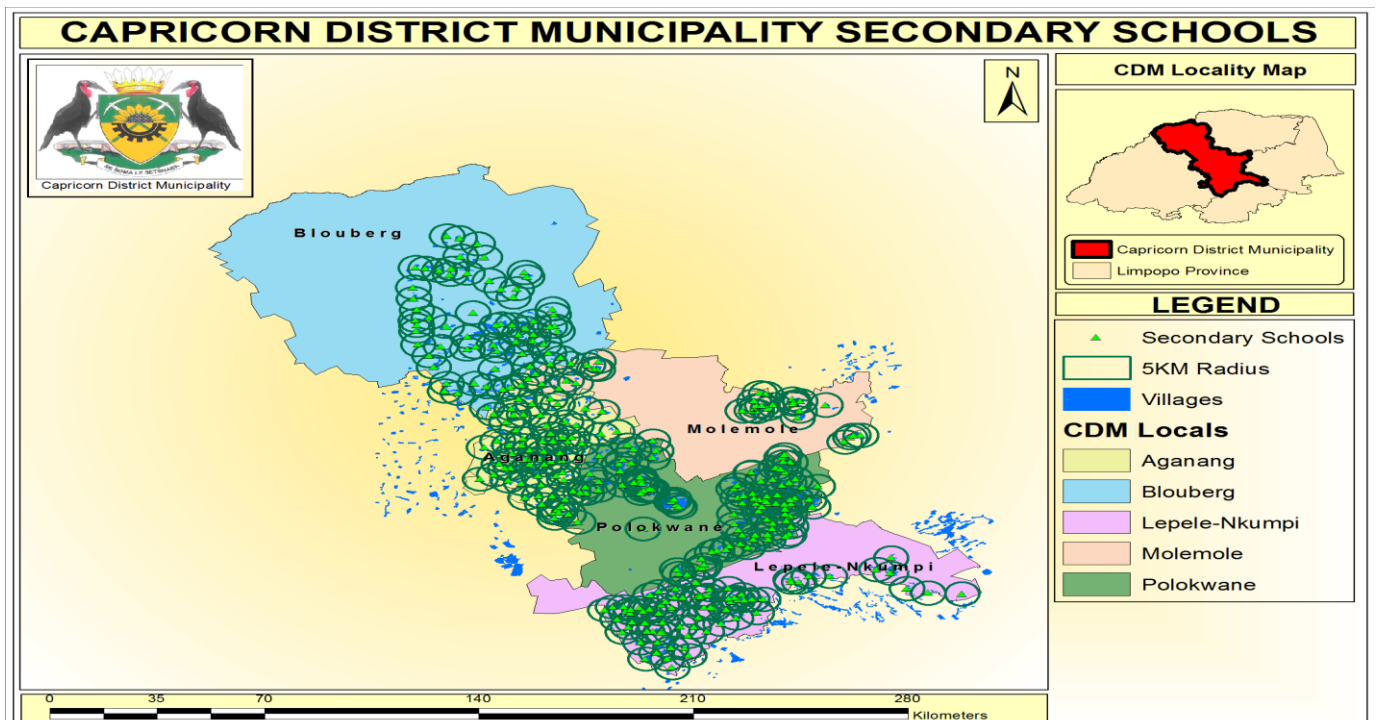 CAPRICORN DISTRICT MUNICIPALITY SECONDARY SCHOOLS
Capricorn District Municipality
N
Blouberg
Molemole
Aganang
Polokwane
Lepele-Nkumpi
0 35 70 140 210 280
Kilometers
CDM Locality Map
Capricorn District Municipality
Limpopo Province
LEGEND
Secondary Schools
5KM Radius
Villages
CDM Locals
Aganang
Blouberg
Lepele-Nkumpi
Molemole
Polokwane